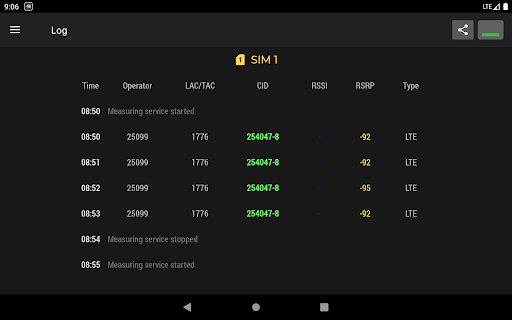 9:06 LTE
Log
1 SIM 1
Time Operator LAC/TAC CID RSSI RSRP Type
08:50 Measuring service started
08:50 25099 1776 254047-8 - -92 LTE
08:51 25099 1776 254047-8 - -92 LTE
08:52 25099 1776 254047-8 - -95 LTE
08:53 25099 1776 254047-8 - -92 LTE
08:54 Measuring service stopped
08:55 Measuring service started